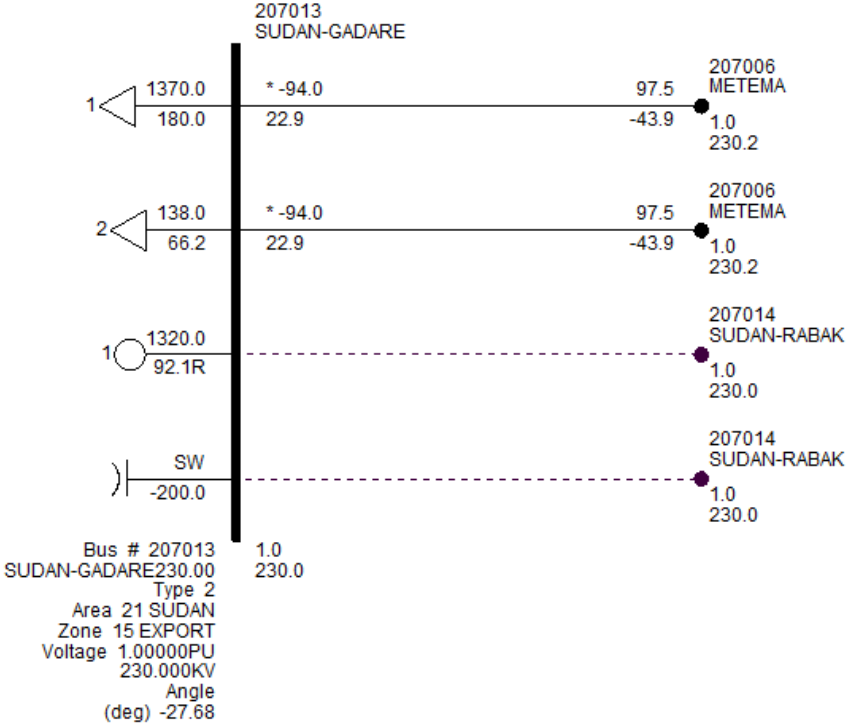 207013
SUDAN-GADARE
1 1370.0 * -94.0 97.5 207006
METEMA
180.0 22.9 -43.9 1.0
230.2
2 138.0 * -94.0 97.5 207006
METEMA
66.2 22.9 -43.9 1.0
230.2
1 1320.0 207014
SUDAN-RABAK
92.1R 1.0
230.0
SW 207014
SUDAN-RABAK
-200.0 1.0
230.0
Bus # 207013 1.0
SUDAN-GADARE230.00 230.0
Type 2
Area 21 SUDAN
Zone 15 EXPORT
Voltage 1.00000PU
230.000KV
Angle
(deg) -27.68